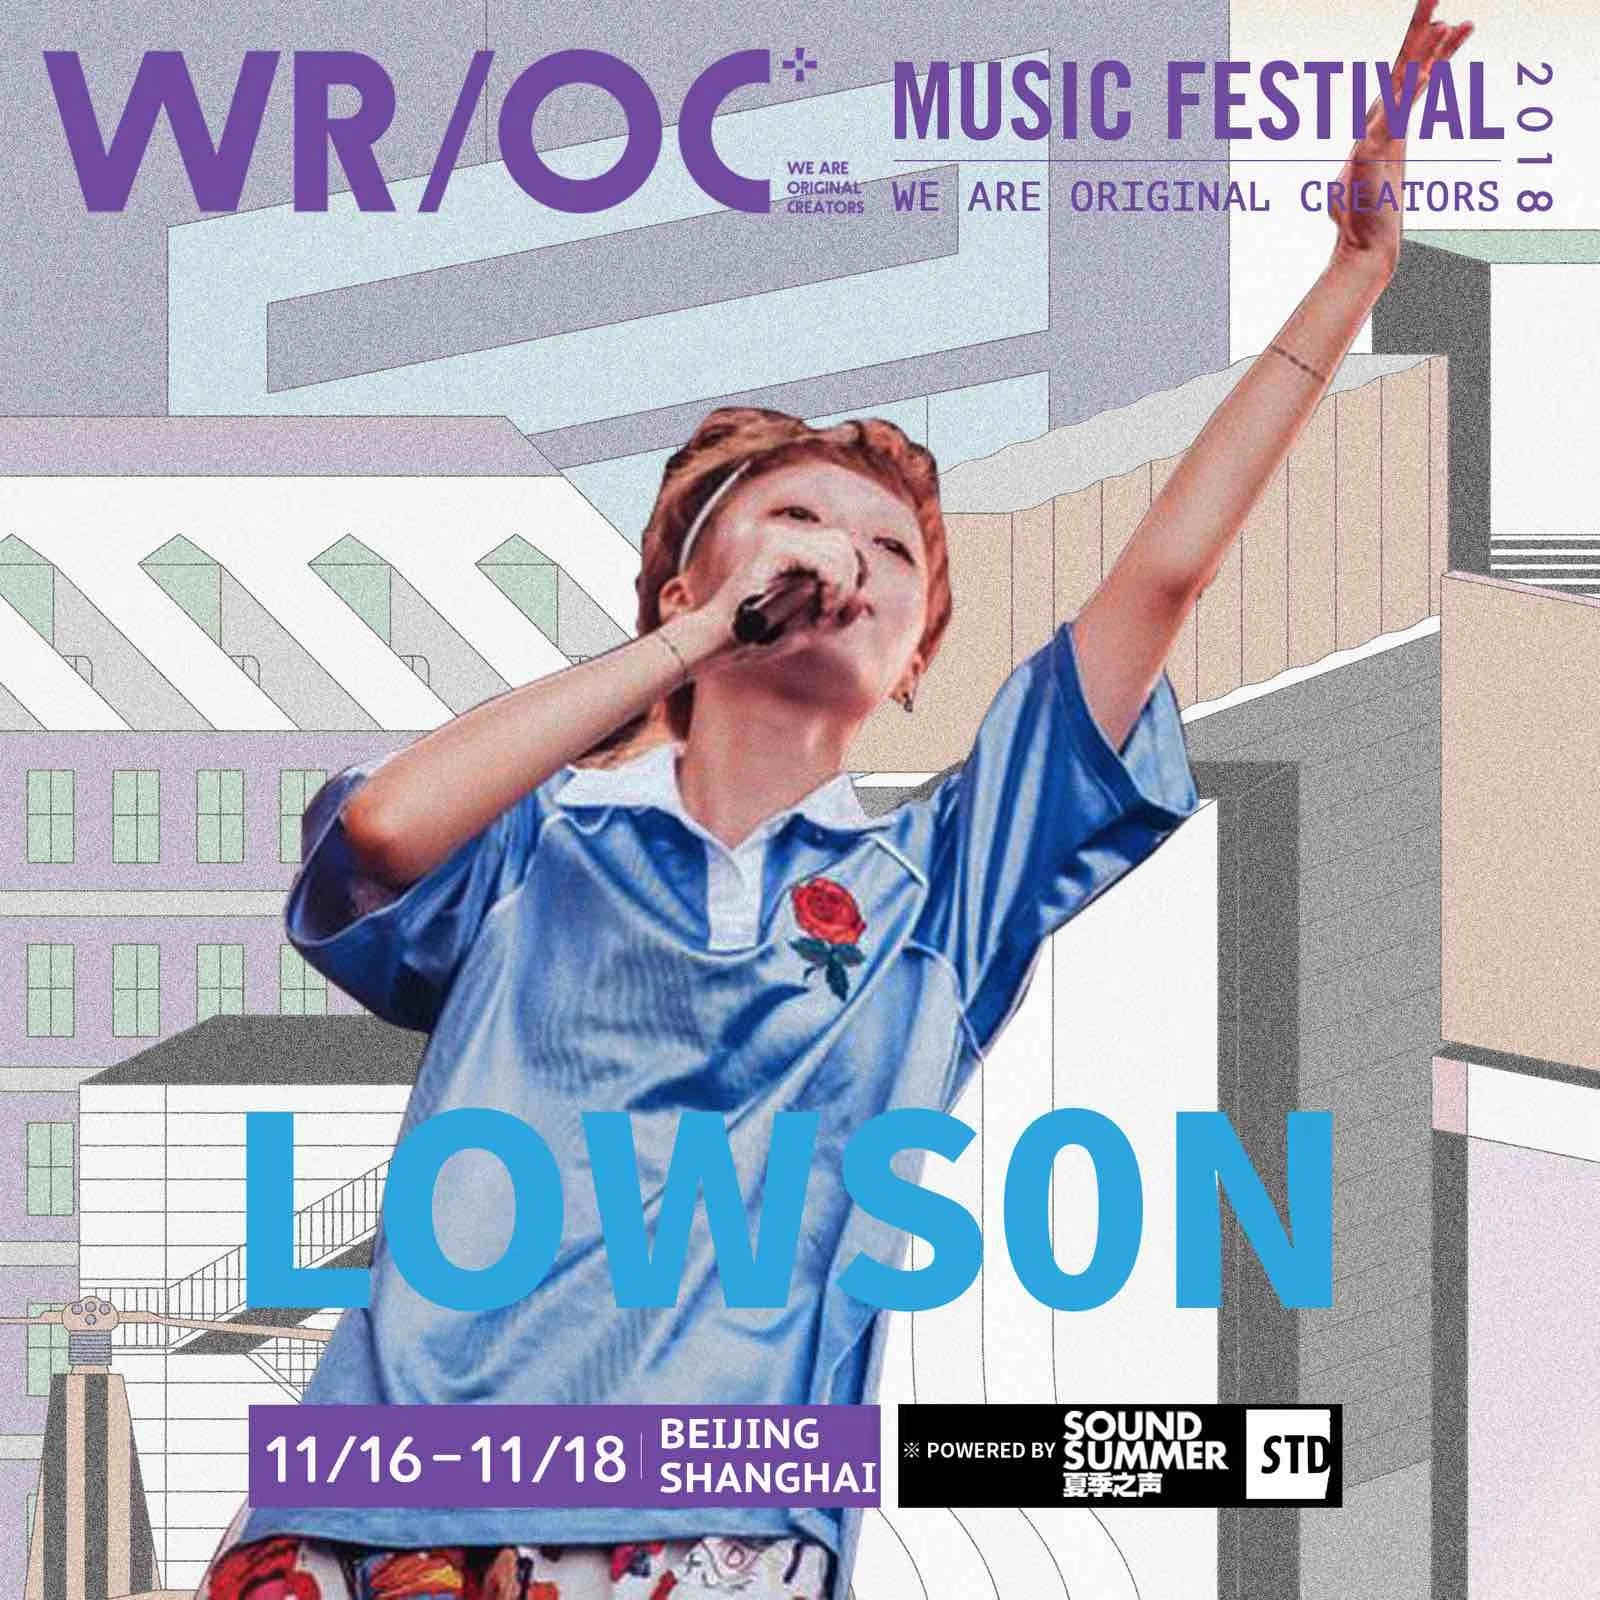 WR/OC+
WE ARE
ORIGINAL
CREATORS
MUSIC FESTIVAL
WE ARE ORIGINAL CREATORS
2018
LOWSON
11/16-11/18
BEIJING
SHANGHAI
※ POWERED BY
SOUND
SUMMER
夏季之声
STD